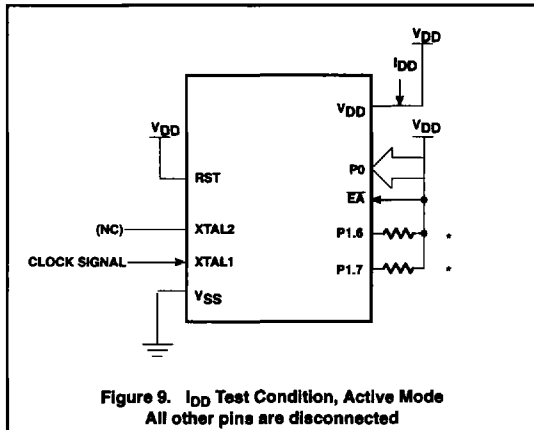 VDD
IDD
VDD
VDD
VDD
P0
RST
EA
(NC)
XTAL2
P1.6
*
CLOCK SIGNAL
XTAL1
P1.7
*
VSS
Figure 9. IDD Test Condition, Active Mode
All other pins are disconnected